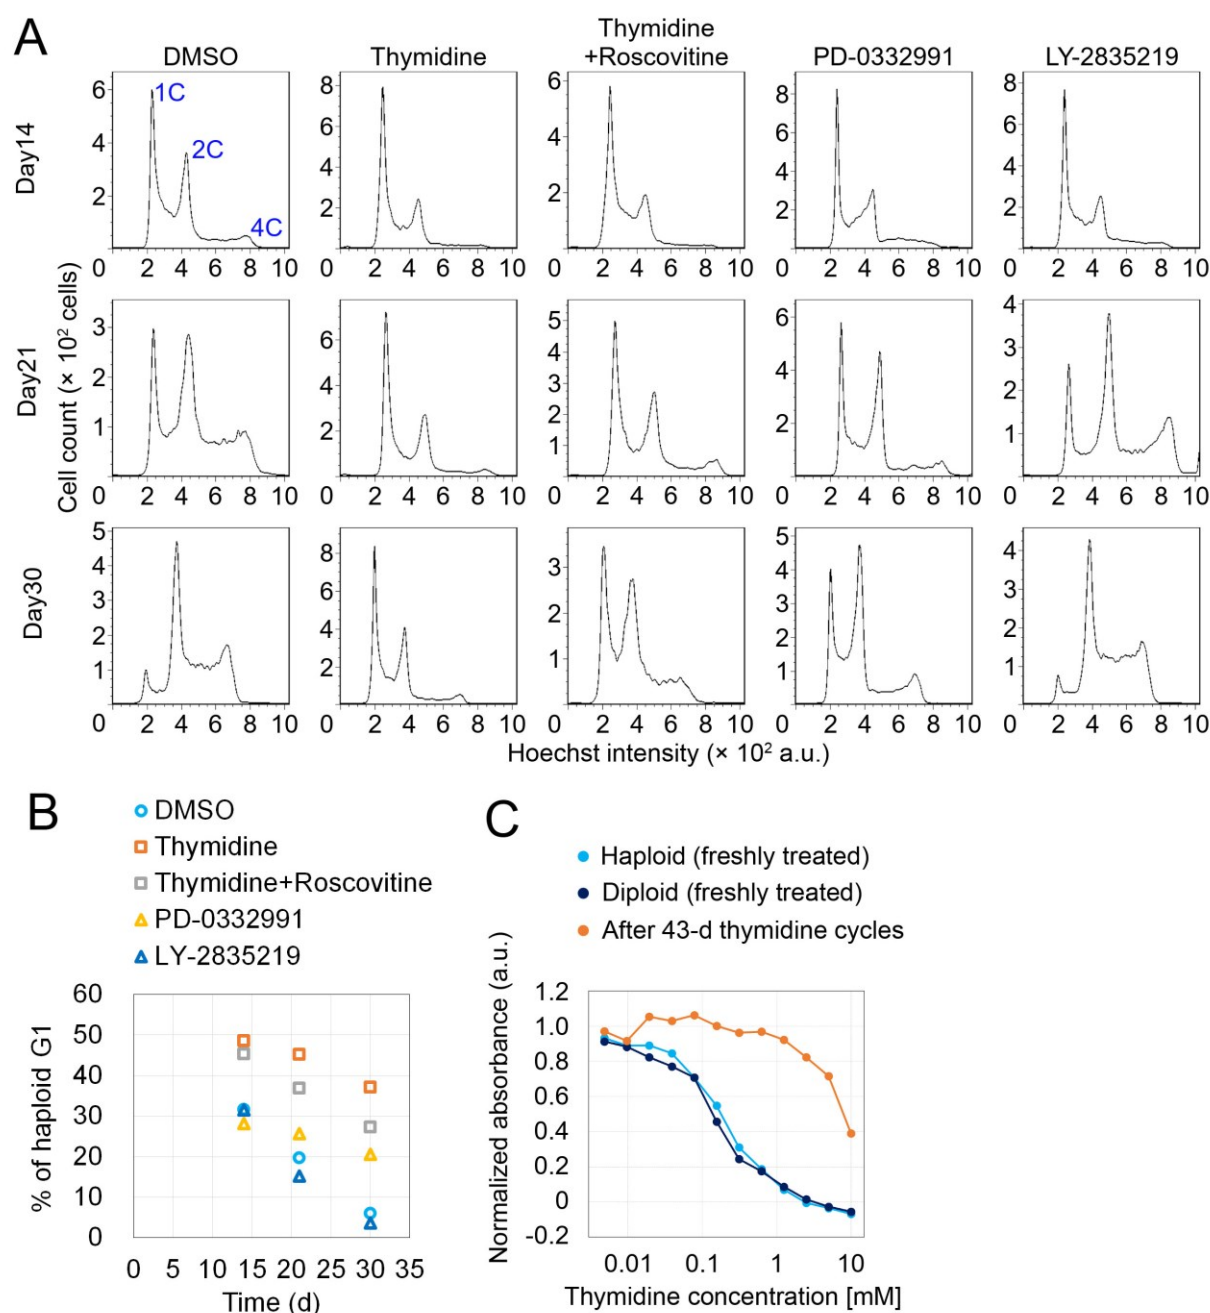 A
DMSO
Thymidine
Thymidine
+Roscovitine
PD-0332991
LY-2835219
Day14
6
4
2
1C
2C
4C
0 2 4 6 8 10
8
6
4
2
0 2 4 6 8 10
6
4
2
0 2 4 6 8 10
8
6
4
2
0 2 4 6 8 10
8
6
4
2
0 2 4 6 8 10
Cell count (× 10² cells)
Day21
3
2
1
0 2 4 6 8 10
6
4
2
0 2 4 6 8 10
5
4
3
2
1
0 2 4 6 8 10
6
4
2
0 2 4 6 8 10
4
3
2
1
0 2 4 6 8 10
Day30
5
4
3
2
1
0 2 4 6 8 10
8
6
4
2
0 2 4 6 8 10
3
2
1
0 2 4 6 8 10
5
4
3
2
1
0 2 4 6 8 10
4
3
2
1
0 2 4 6 8 10
Hoechst intensity (× 10² a.u.)
B
DMSO
Thymidine
Thymidine+Roscovitine
PD-0332991
LY-2835219
% of haploid G1
60
50
40
30
20
10
0
0 5 10 15 20 25 30 35
Time (d)
C
Haploid (freshly treated)
Diploid (freshly treated)
After 43-d thymidine cycles
Normalized absorbance (a.u.)
1.2
1.0
0.8
0.6
0.4
0.2
0
-0.2
0.01 0.1 1 10
Thymidine concentration [mM]